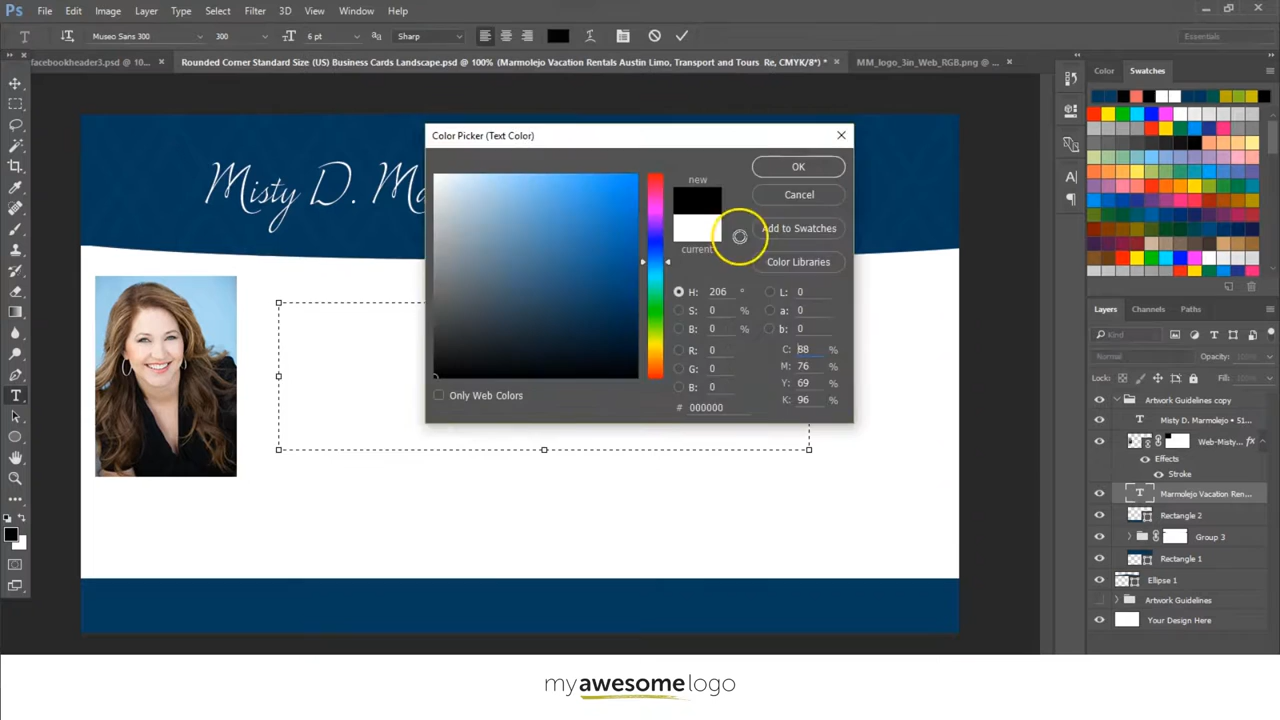 Ps File Edit Image Layer Type Select Filter 3D View Window Help
T Museo Sans 300 300 6 pt Sharp Essentials
facebookheader3.psd @ 10... Rounded Corner Standard Size (US) Business Cards Landscape.psd @ 100% (Marmolejo Vacation Rentals Austin Limo, Transport and Tours Re, CMYK/8*) * MM_logo_3in_Web_RGB.png @ ...
Color Swatches
Color Picker (Text Color)
Misty D. Ma
new
current
OK
Cancel
Add to Swatches
Color Libraries
H: 206 ° L: 0
S: 0 % a: 0
B: 0 % b: 0
R: 0 C: 88 %
G: 0 M: 76 %
B: 0 Y: 69 %
# 000000 K: 96 %
Only Web Colors
Layers Channels Paths
Kind
Normal Opacity: 100%
Lock: Fill: 100%
Artwork Guidelines copy
Misty D. Marmolejo • 51...
Web-Misty... fx
Effects
Stroke
Marmolejo Vacation Ren...
Rectangle 2
Group 3
Rectangle 1
Ellipse 1
Artwork Guidelines
Your Design Here
myawesomelogo